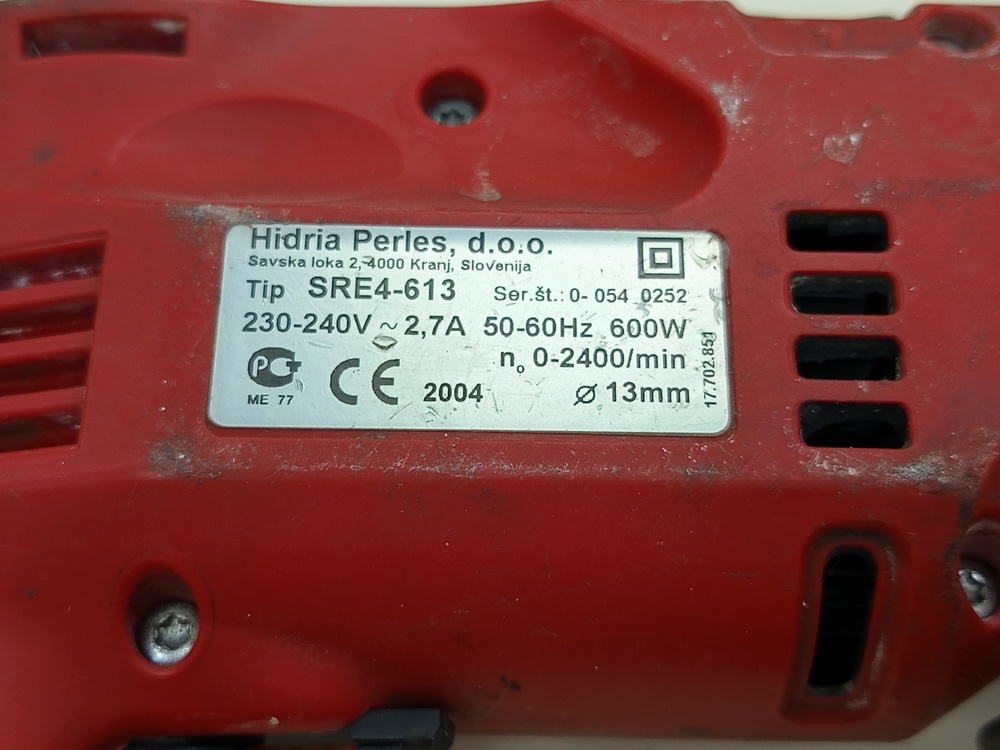 Hidria Perles, d.o.o.
Savska loka 2, 4000 Kranj, Slovenija
Tip SRE4-613 Ser.št.: 0- 054 0252
230-240V ~ 2,7A 50-60Hz 600W
n₀ 0-2400/min
РСТ CE 2004 ⌀ 13mm
ME 77
17.702.851